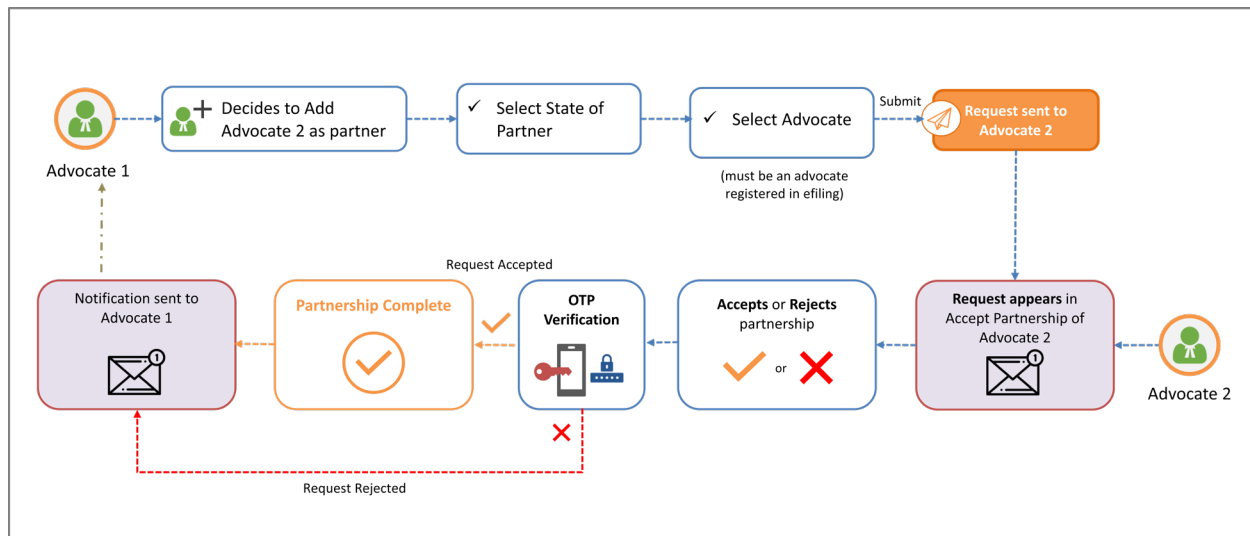 Advocate 1
Decides to Add
Advocate 2 as partner
Select State of
Partner
Select Advocate
(must be an advocate
registered in efiling)
Submit
Request sent to
Advocate 2
Request appears in
Accept Partnership of
Advocate 2
1
Advocate 2
Accepts or Rejects
partnership
or
OTP
Verification
Request Accepted
Partnership Complete
Notification sent to
Advocate 1
1
Request Rejected